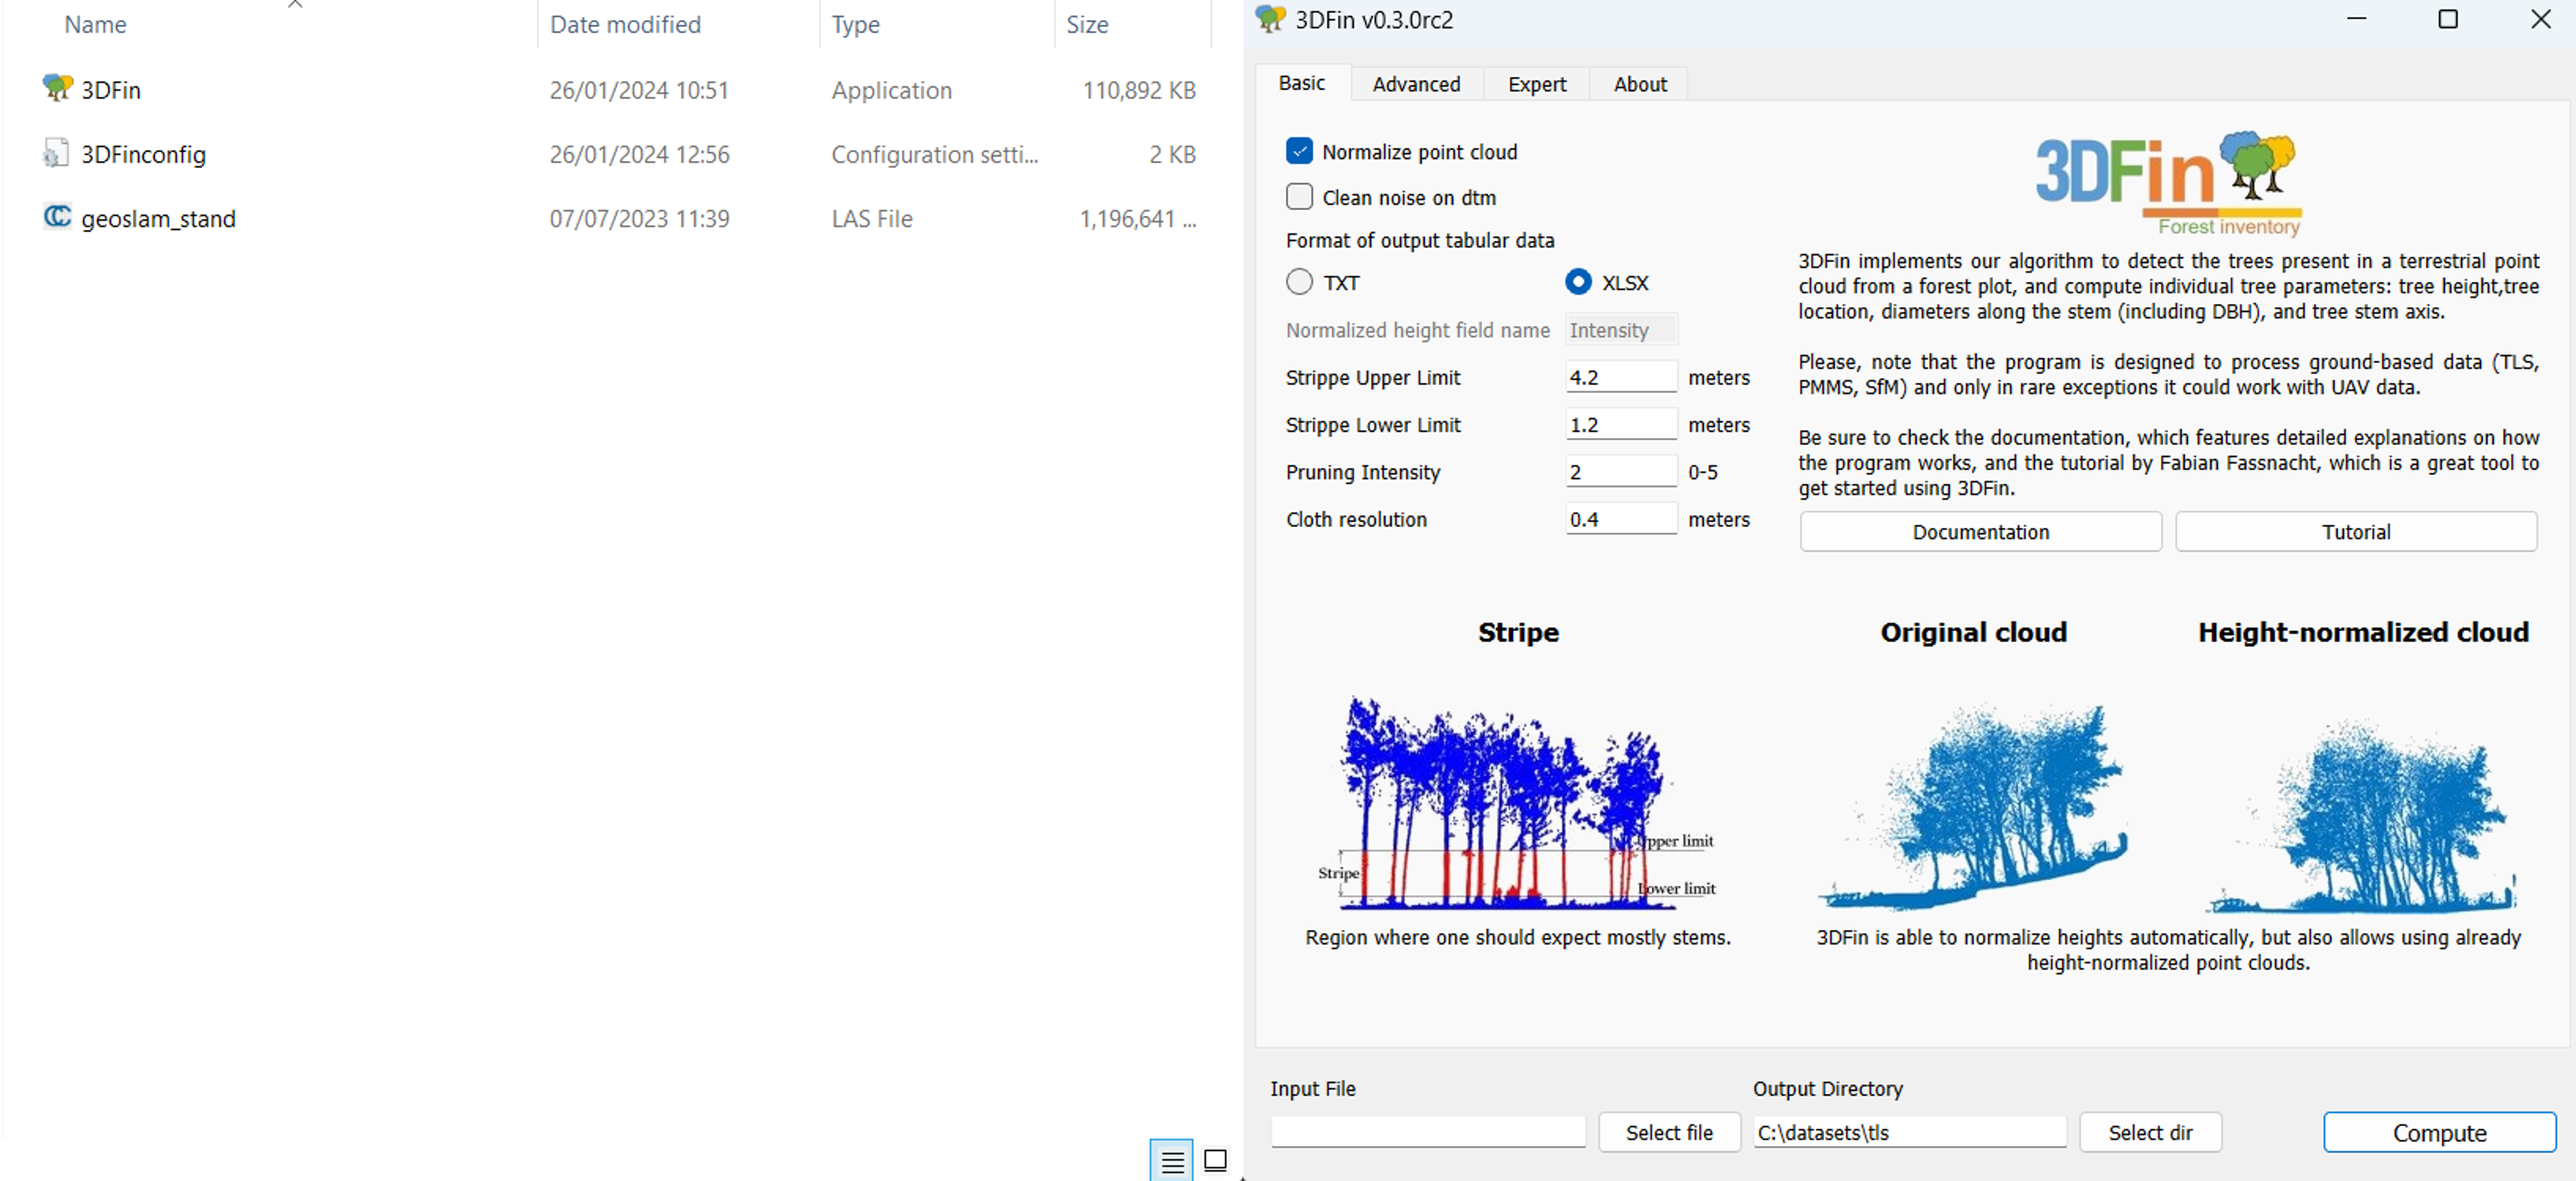 Name Date modified Type Size
3DFin 26/01/2024 10:51 Application 110,892 KB
3DFinconfig 26/01/2024 12:56 Configuration setti... 2 KB
geoslam_stand 07/07/2023 11:39 LAS File 1,196,641 ...
3DFin v0.3.0rc2
Basic Advanced Expert About
Normalize point cloud
Clean noise on dtm
Format of output tabular data
TXT XLSX
Normalized height field name Intensity
Strippe Upper Limit 4.2 meters
Strippe Lower Limit 1.2 meters
Pruning Intensity 2 0-5
Cloth resolution 0.4 meters
3DFin
Forest inventory
3DFin implements our algorithm to detect the trees present in a terrestrial point
cloud from a forest plot, and compute individual tree parameters: tree height,tree
location, diameters along the stem (including DBH), and tree stem axis.
Please, note that the program is designed to process ground-based data (TLS,
PMMS, SfM) and only in rare exceptions it could work with UAV data.
Be sure to check the documentation, which features detailed explanations on how
the program works, and the tutorial by Fabian Fassnacht, which is a great tool to
get started using 3DFin.
Documentation Tutorial
Stripe
Upper limit
Stripe
Lower limit
Region where one should expect mostly stems.
Original cloud Height-normalized cloud
3DFin is able to normalize heights automatically, but also allows using already
height-normalized point clouds.
Input File Output Directory
Select file C:\datasets\tls Select dir Compute